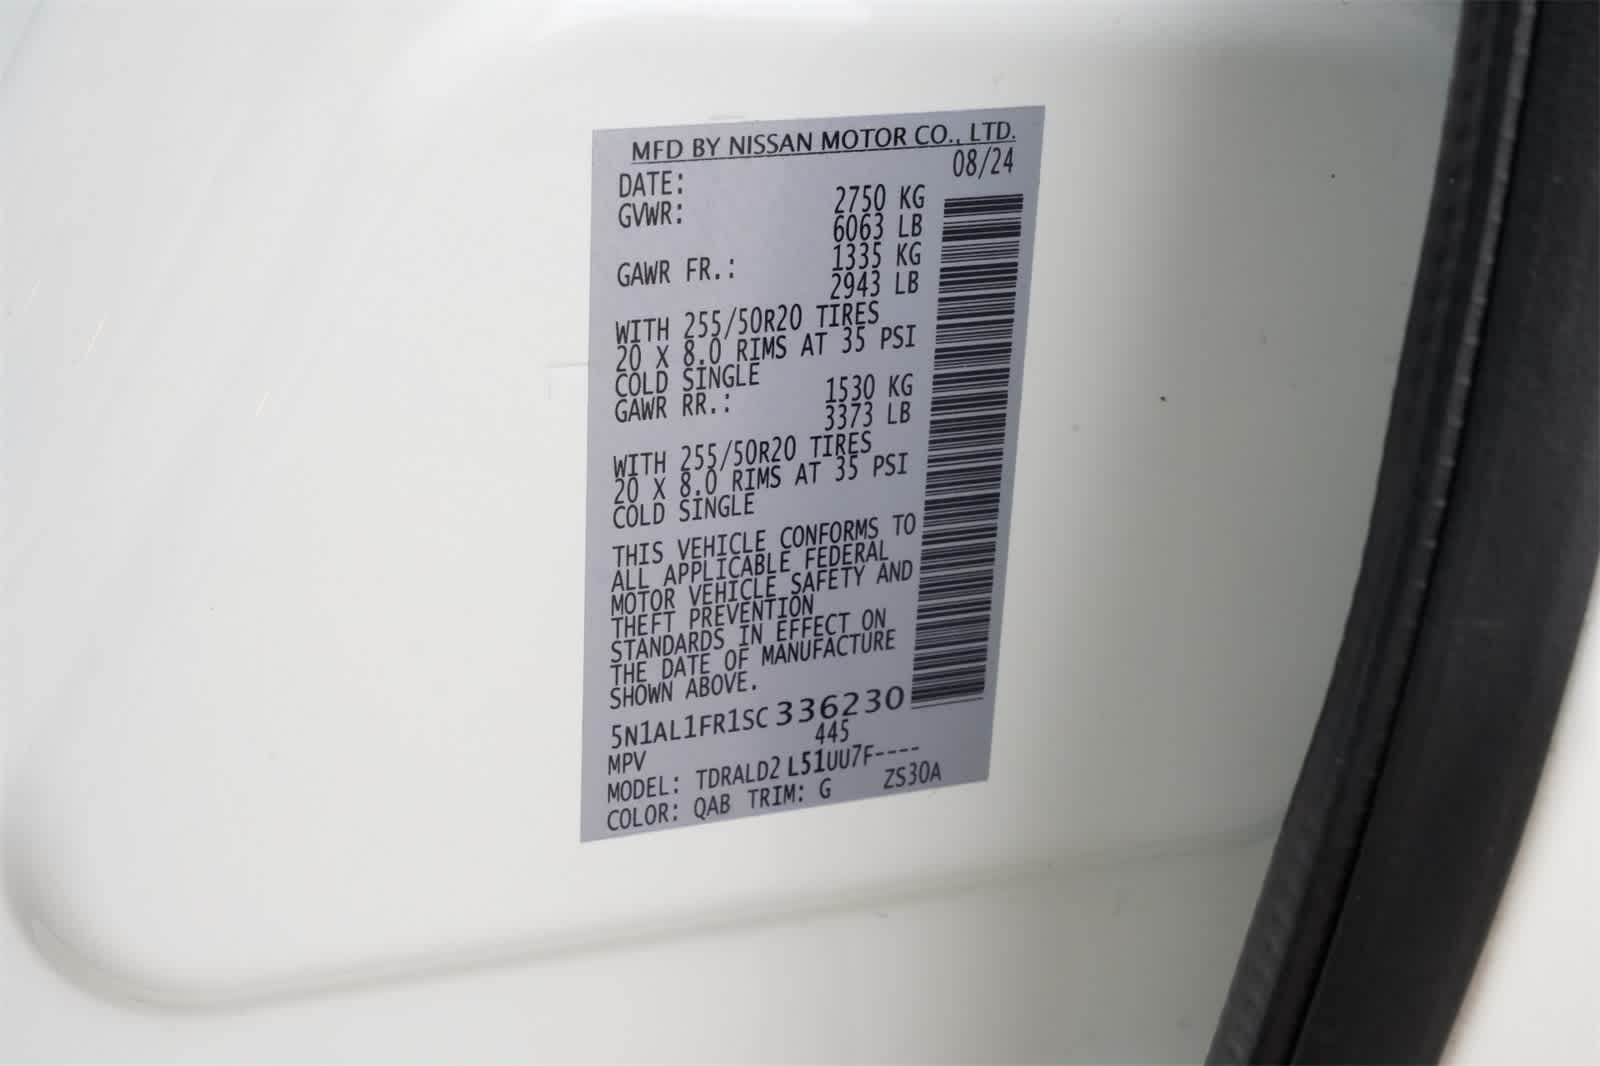 MFD BY NISSAN MOTOR CO., LTD.
DATE: 08/24
GVWR: 2750 KG
6063 LB
GAWR FR.: 1335 KG
2943 LB
WITH 255/50R20 TIRES
20 X 8.0 RIMS AT 35 PSI
COLD SINGLE
GAWR RR.: 1530 KG
3373 LB
WITH 255/50R20 TIRES
20 X 8.0 RIMS AT 35 PSI
COLD SINGLE
THIS VEHICLE CONFORMS TO
ALL APPLICABLE FEDERAL
MOTOR VEHICLE SAFETY AND
THEFT PREVENTION
STANDARDS IN EFFECT ON
THE DATE OF MANUFACTURE
SHOWN ABOVE.
5N1AL1FR1SC 336230
MPV 445
MODEL: TDRALD2 L51UU7F----
COLOR: QAB TRIM: G ZS30A